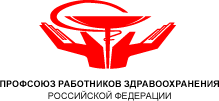 ПРОФСОЮЗ РАБОТНИКОВ ЗДРАВООХРАНЕНИЯ
РОССИЙСКОЙ ФЕДЕРАЦИИ